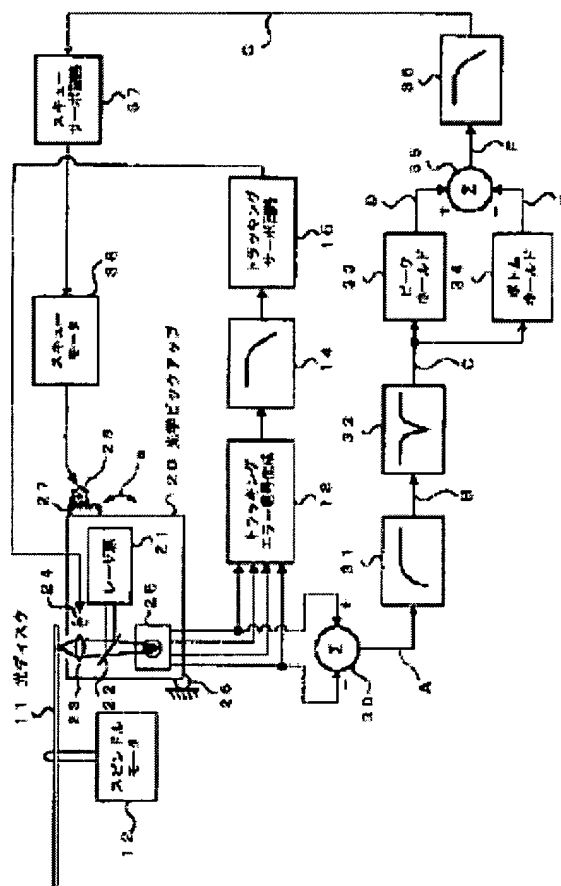 11 光ディスク
スピンドル
モータ
12
23
24
22
レーザ系
21
25
26
27
28
a
20 光学ピックアップ
スキュー
モータ
38
スキュー
サーボ回路
37
トラッキング
エラー信号生成
14
トラッキング
サーボ回路
15
+
−
Σ
30
A
31
B
32
C
ピーク
ホールド
33
ボトム
ホールド
34
D
E
+
−
Σ
35
F
36
G